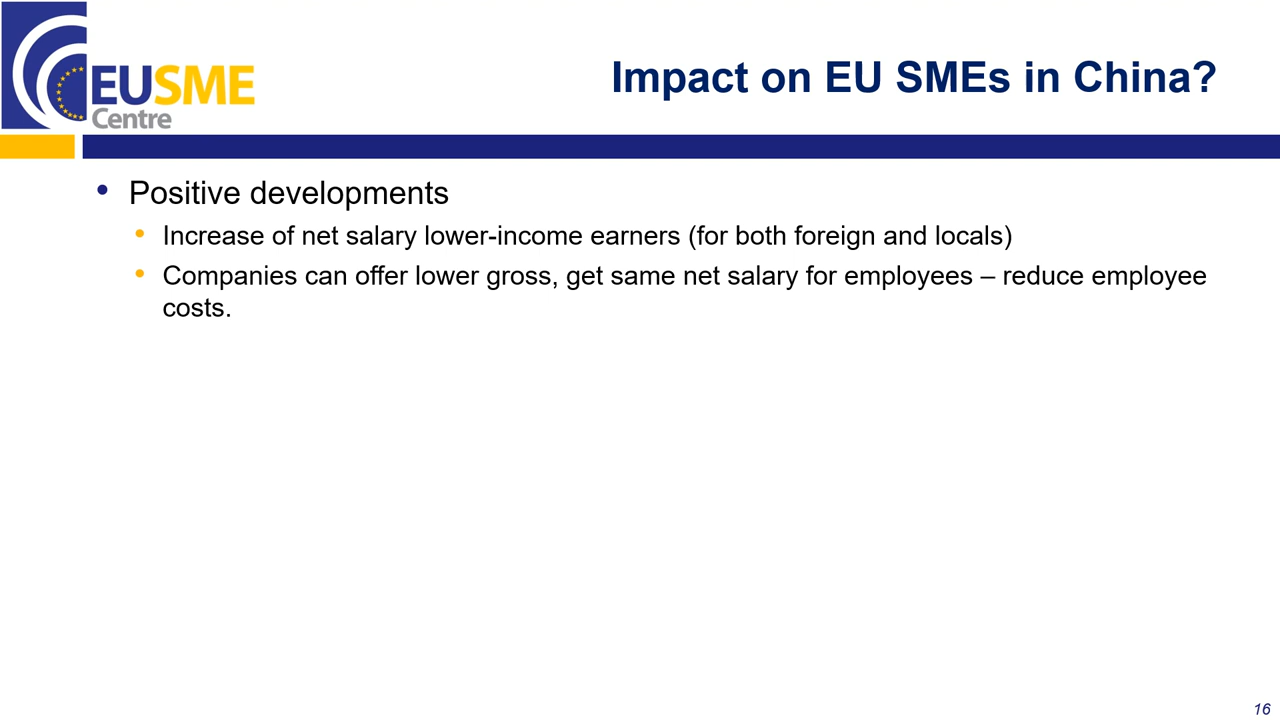 EUSME
Centre
Impact on EU SMEs in China?
• Positive developments
• Increase of net salary lower-income earners (for both foreign and locals)
• Companies can offer lower gross, get same net salary for employees – reduce employee
costs.
16